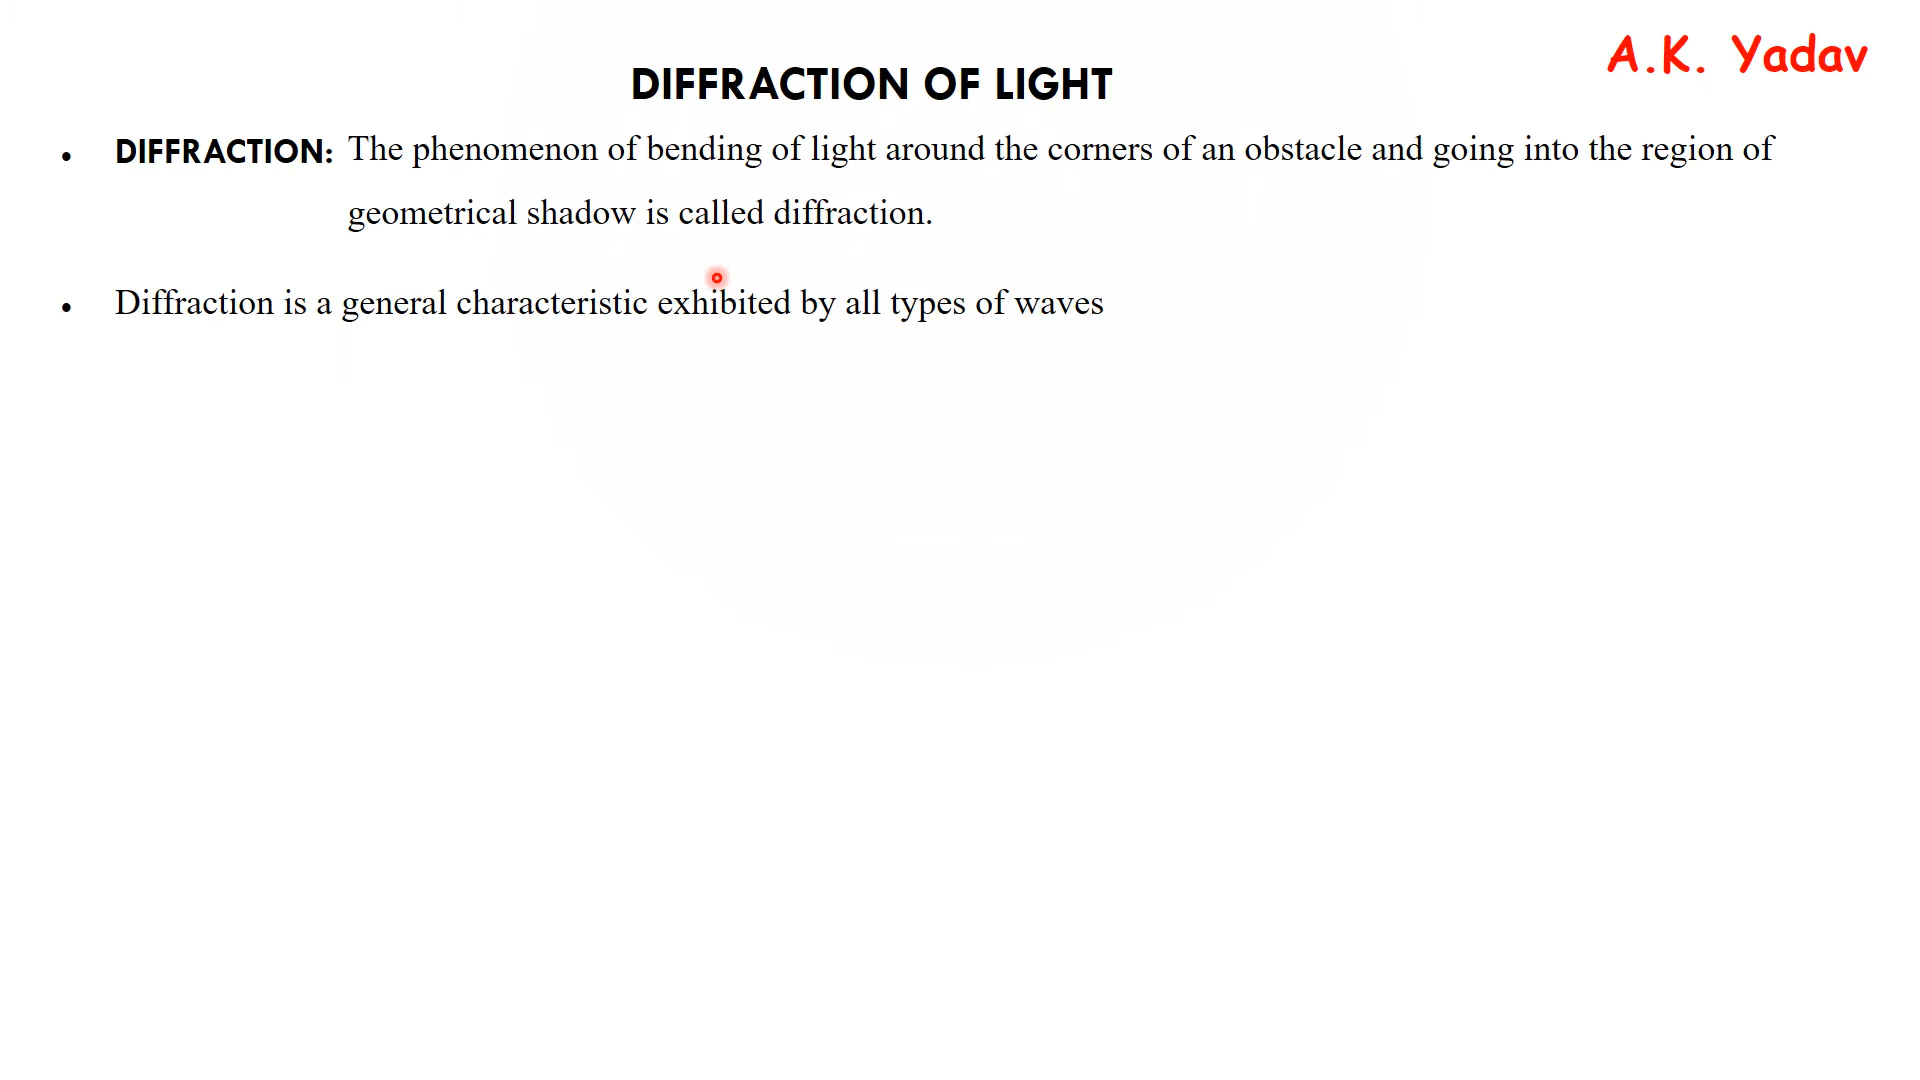 A.K. Yadav
DIFFRACTION OF LIGHT
• DIFFRACTION: The phenomenon of bending of light around the corners of an obstacle and going into the region of
geometrical shadow is called diffraction.
• Diffraction is a general characteristic exhibited by all types of waves